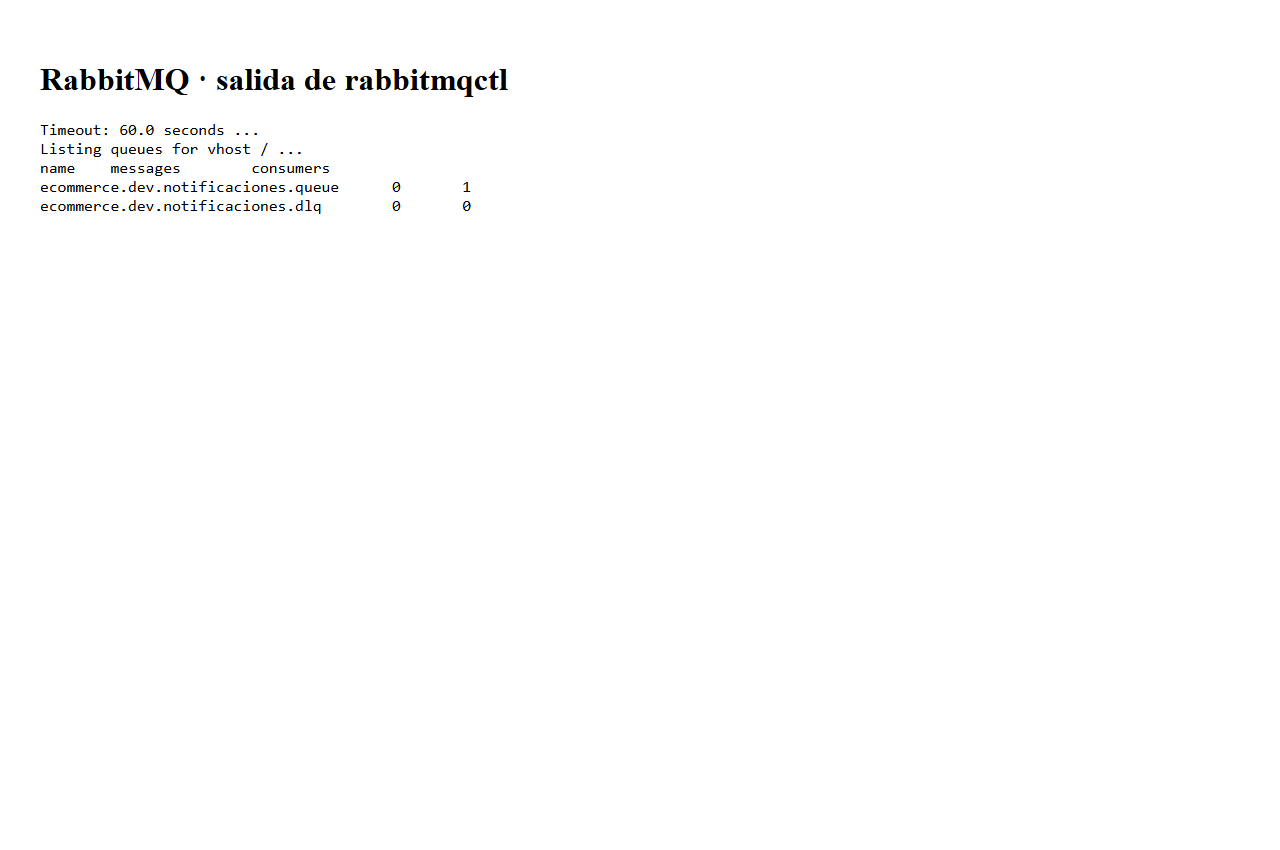 RabbitMQ · salida de rabbitmqctl
Timeout: 60.0 seconds ...
Listing queues for vhost / ...
name    messages        consumers
ecommerce.dev.notificaciones.queue      0       1
ecommerce.dev.notificaciones.dlq        0       0